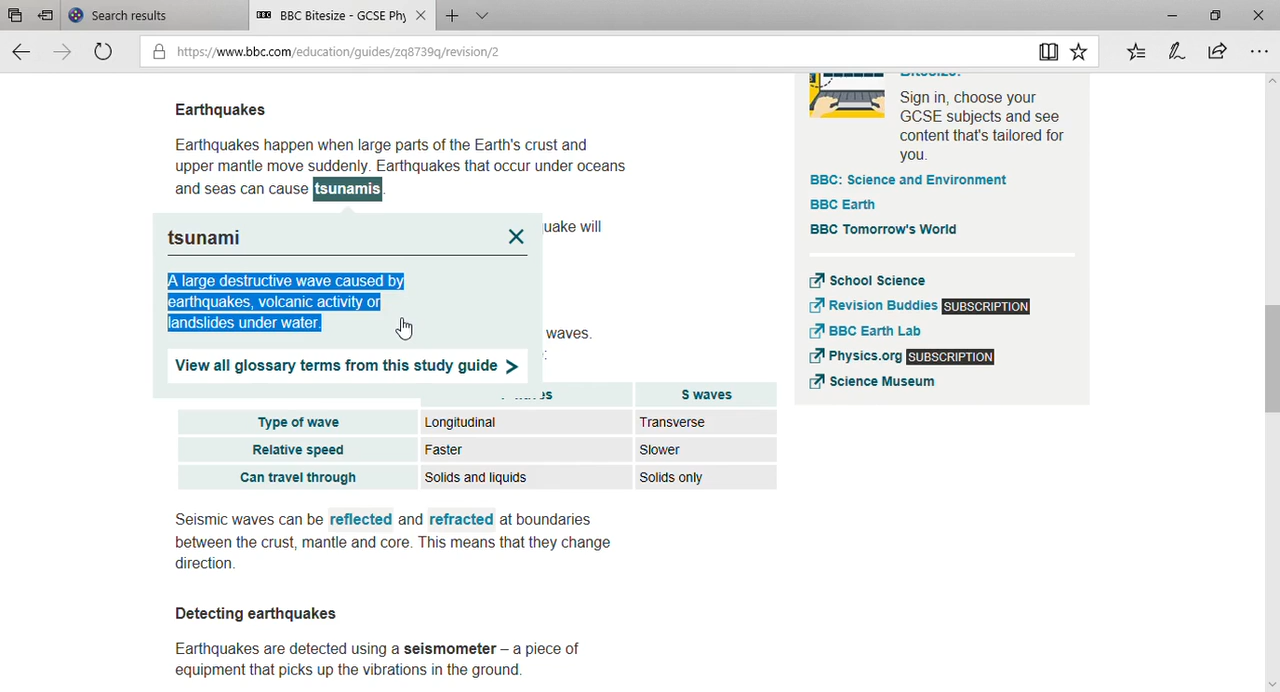 Search results
BBC Bitesize - GCSE Phy
https://www.bbc.com/education/guides/zq8739q/revision/2
Earthquakes
Earthquakes happen when large parts of the Earth's crust and
upper mantle move suddenly. Earthquakes that occur under oceans
and seas can cause tsunamis.
uake will
tsunami
A large destructive wave caused by
earthquakes, volcanic activity or
landslides under water.
waves.
View all glossary terms from this study guide
S waves
Type of wave Longitudinal Transverse
Relative speed Faster Slower
Can travel through Solids and liquids Solids only
Seismic waves can be reflected and refracted at boundaries
between the crust, mantle and core. This means that they change
direction.
Detecting earthquakes
Earthquakes are detected using a seismometer – a piece of
equipment that picks up the vibrations in the ground.
Sign in, choose your
GCSE subjects and see
content that's tailored for
you.
BBC: Science and Environment
BBC Earth
BBC Tomorrow's World
School Science
Revision Buddies SUBSCRIPTION
BBC Earth Lab
Physics.org SUBSCRIPTION
Science Museum